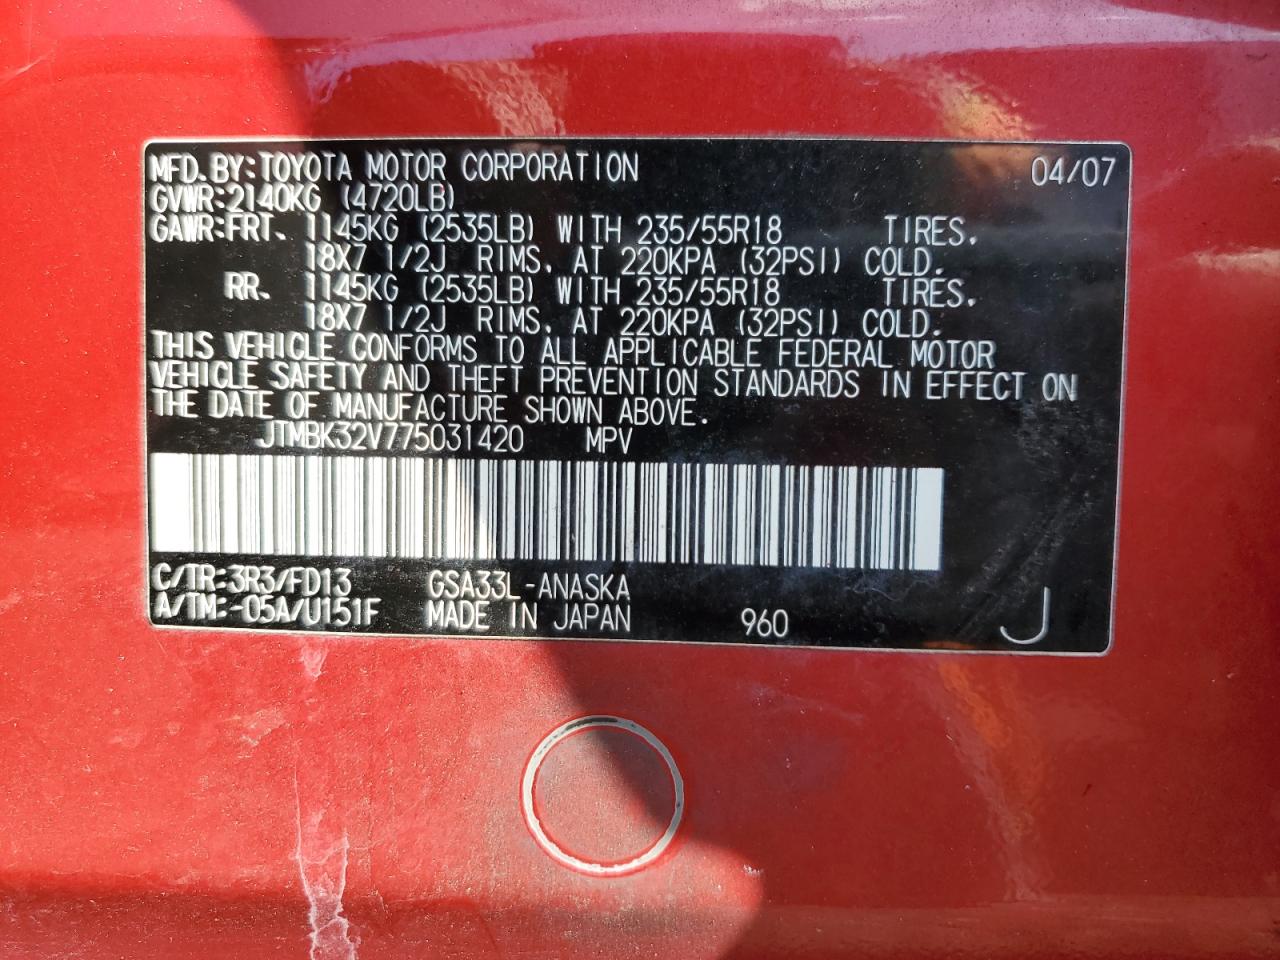 MFD.BY:TOYOTA MOTOR CORPORATION 04/07
GVWR:2140KG (4720LB)
GAWR:FRT. 1145KG (2535LB) WITH 235/55R18 TIRES,
18X7 1/2J RIMS, AT 220KPA (32PSI) COLD.
RR. 1145KG (2535LB) WITH 235/55R18 TIRES,
18X7 1/2J RIMS, AT 220KPA (32PSI) COLD.
THIS VEHICLE CONFORMS TO ALL APPLICABLE FEDERAL MOTOR
VEHICLE SAFETY AND THEFT PREVENTION STANDARDS IN EFFECT ON
THE DATE OF MANUFACTURE SHOWN ABOVE.
JTMBK32V775031420 MPV
C/TR:3R3/FD13 GSA33L-ANASKA
A/TM:-05A/U151F MADE IN JAPAN 960 J